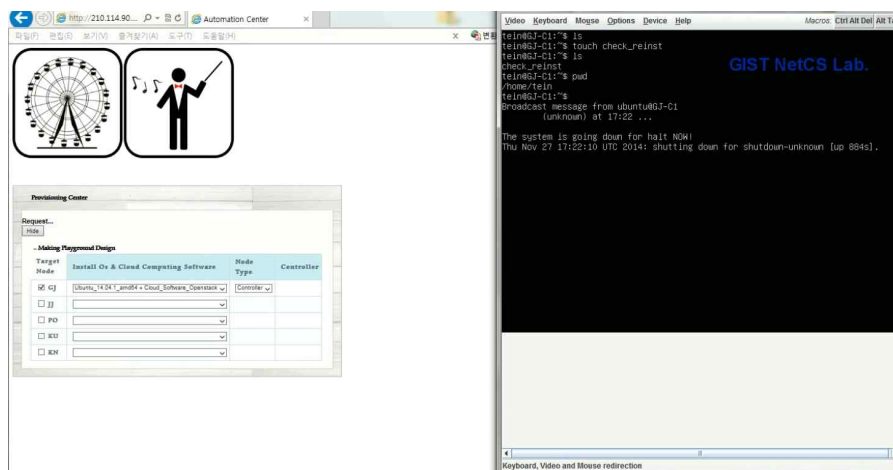 http://210.114.90...
Automation Center
파일(F) 편집(E) 보기(V) 즐겨찾기(A) 도구(T) 도움말(H)
x
변환
Provisioning Center
Request...
Hide
Making Playground Design
Target Node
Install Os & Cloud Computing Software
Node Type
Controller
GJ
Ubuntu_14.04.1_amd64 + Cloud_Software_Openstack
Controller
JJ
PO
KU
KN
Video Keyboard Mouse Options Device Help
Macros: Ctrl Alt Del Alt Ta
tein@GJ-C1:~$ ls
tein@GJ-C1:~$ touch check_reinst
tein@GJ-C1:~$ ls
check_reinst
tein@GJ-C1:~$ pwd
/home/tein
tein@GJ-C1:~$
Broadcast message from ubuntu@GJ-C1
(unknown) at 17:22 ...
The system is going down for halt NOW!
Thu Nov 27 17:22:10 UTC 2014: shutting down for shutdown-unknown [up 884s].
GIST NetCS Lab.
Keyboard, Video and Mouse redirection